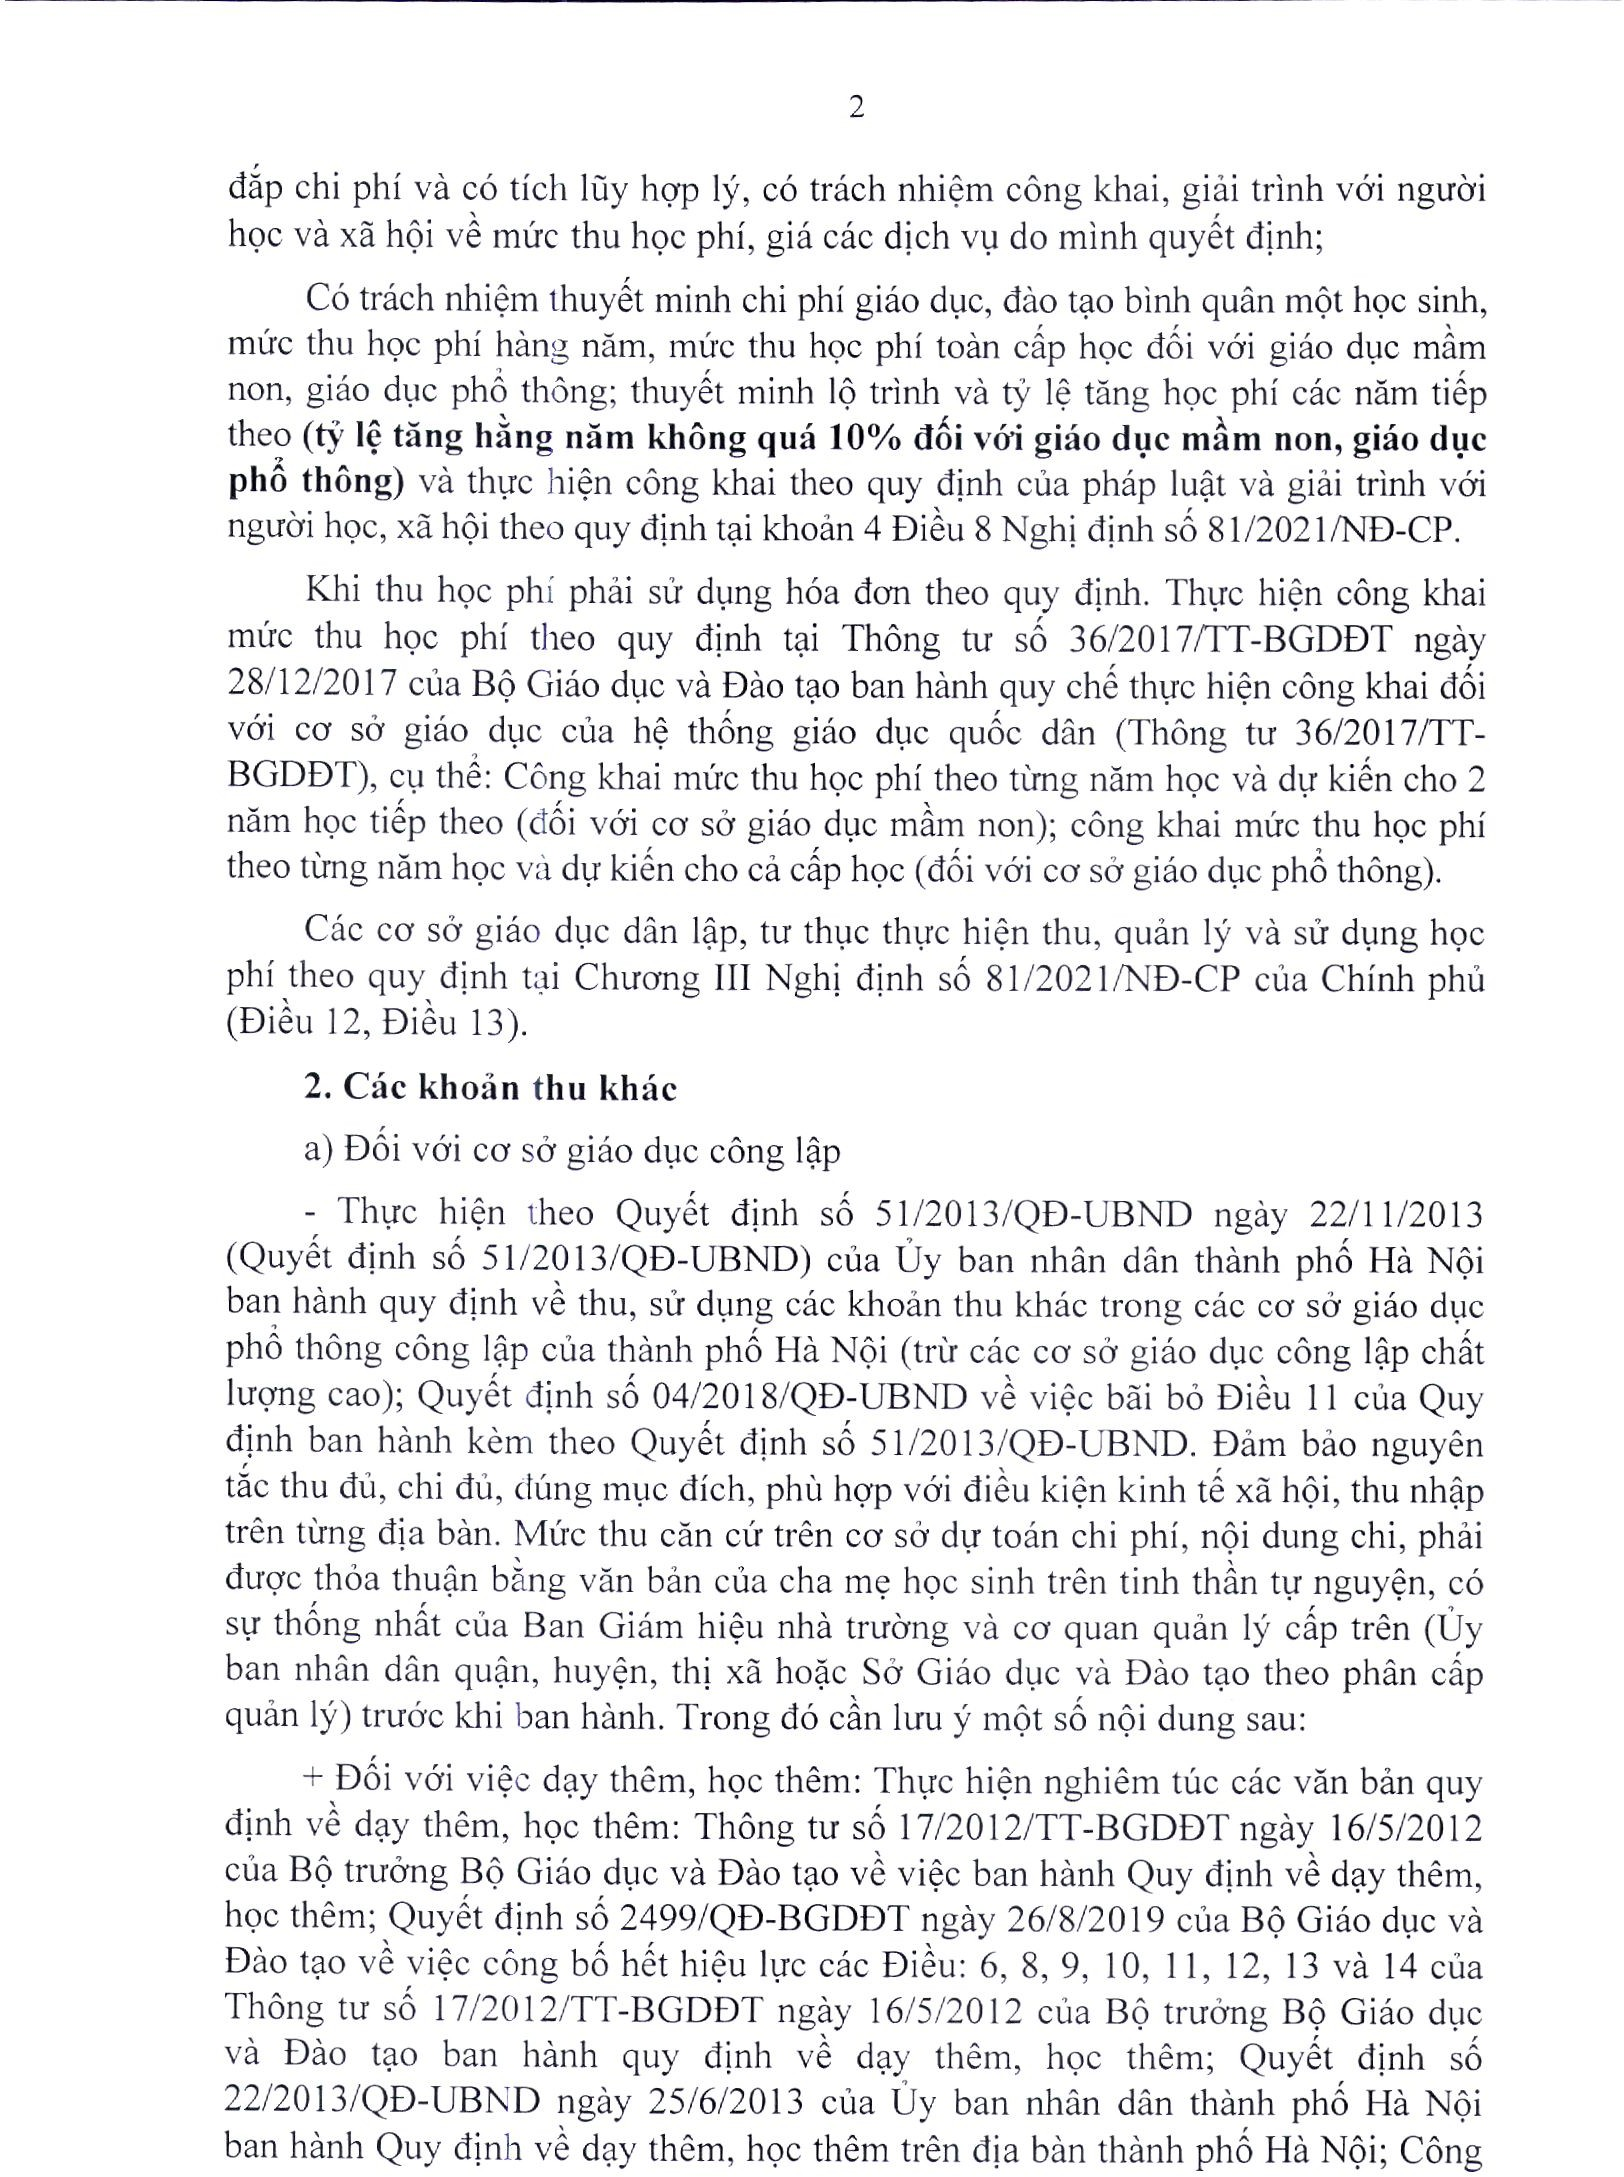 2
đắp chi phí và có tích lũy hợp lý, có trách nhiệm công khai, giải trình với người
học và xã hội về mức thu học phí, giá các dịch vụ do mình quyết định;
Có trách nhiệm thuyết minh chi phí giáo dục, đào tạo bình quân một học sinh,
mức thu học phí hàng năm, mức thu học phí toàn cấp học đối với giáo dục mầm
non, giáo dục phổ thông; thuyết minh lộ trình và tỷ lệ tăng học phí các năm tiếp
theo (tỷ lệ tăng hằng năm không quá 10% đối với giáo dục mầm non, giáo dục
phổ thông) và thực hiện công khai theo quy định của pháp luật và giải trình với
người học, xã hội theo quy định tại khoản 4 Điều 8 Nghị định số 81/2021/NĐ-CP.
Khi thu học phí phải sử dụng hóa đơn theo quy định. Thực hiện công khai
mức thu học phí theo quy định tại Thông tư số 36/2017/TT-BGDĐT ngày
28/12/2017 của Bộ Giáo dục và Đào tạo ban hành quy chế thực hiện công khai đối
với cơ sở giáo dục của hệ thống giáo dục quốc dân (Thông tư 36/2017/TT-
BGDĐT), cụ thể: Công khai mức thu học phí theo từng năm học và dự kiến cho 2
năm học tiếp theo (đối với cơ sở giáo dục mầm non); công khai mức thu học phí
theo từng năm học và dự kiến cho cả cấp học (đối với cơ sở giáo dục phổ thông).
Các cơ sở giáo dục dân lập, tư thục thực hiện thu, quản lý và sử dụng học
phí theo quy định tại Chương III Nghị định số 81/2021/NĐ-CP của Chính phủ
(Điều 12, Điều 13).
2. Các khoản thu khác
a) Đối với cơ sở giáo dục công lập
- Thực hiện theo Quyết định số 51/2013/QĐ-UBND ngày 22/11/2013
(Quyết định số 51/2013/QĐ-UBND) của Ủy ban nhân dân thành phố Hà Nội
ban hành quy định về thu, sử dụng các khoản thu khác trong các cơ sở giáo dục
phổ thông công lập của thành phố Hà Nội (trừ các cơ sở giáo dục công lập chất
lượng cao); Quyết định số 04/2018/QĐ-UBND về việc bãi bỏ Điều 11 của Quy
định ban hành kèm theo Quyết định số 51/2013/QĐ-UBND. Đảm bảo nguyên
tắc thu đủ, chi đủ, đúng mục đích, phù hợp với điều kiện kinh tế xã hội, thu nhập
trên từng địa bàn. Mức thu căn cứ trên cơ sở dự toán chi phí, nội dung chi, phải
được thỏa thuận bằng văn bản của cha mẹ học sinh trên tinh thần tự nguyện, có
sự thống nhất của Ban Giám hiệu nhà trường và cơ quan quản lý cấp trên (Ủy
ban nhân dân quận, huyện, thị xã hoặc Sở Giáo dục và Đào tạo theo phân cấp
quản lý) trước khi ban hành. Trong đó cần lưu ý một số nội dung sau:
+ Đối với việc dạy thêm, học thêm: Thực hiện nghiêm túc các văn bản quy
định về dạy thêm, học thêm: Thông tư số 17/2012/TT-BGDĐT ngày 16/5/2012
của Bộ trưởng Bộ Giáo dục và Đào tạo về việc ban hành Quy định về dạy thêm,
học thêm; Quyết định số 2499/QĐ-BGDĐT ngày 26/8/2019 của Bộ Giáo dục và
Đào tạo về việc công bố hết hiệu lực các Điều: 6, 8, 9, 10, 11, 12, 13 và 14 của
Thông tư số 17/2012/TT-BGDĐT ngày 16/5/2012 của Bộ trưởng Bộ Giáo dục
và Đào tạo ban hành quy định về dạy thêm, học thêm; Quyết định số
22/2013/QĐ-UBND ngày 25/6/2013 của Ủy ban nhân dân thành phố Hà Nội
ban hành Quy định về dạy thêm, học thêm trên địa bàn thành phố Hà Nội; Công